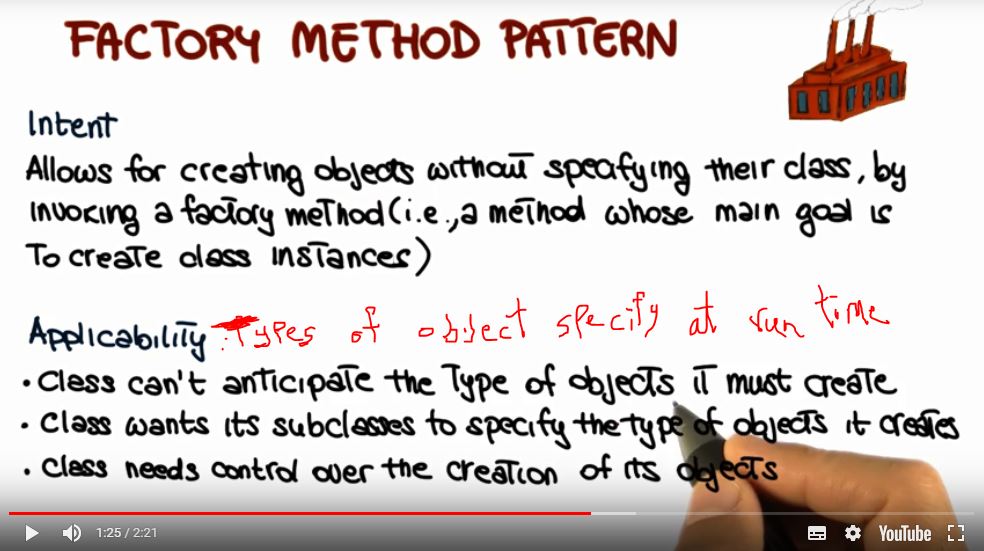 FACTORY METHOD PATTERN
Intent
Allows for creating objects without specifying their class, by
invoking a factory method (i.e., a method whose main goal is
To create class instances)
Applicability Types of object specify at run time
• Class can't anticipate the Type of objects it must create
• Class wants its subclasses to specify the type of objects it creates
• Class needs control over the creation of its objects
1:25 / 2:21 YouTube